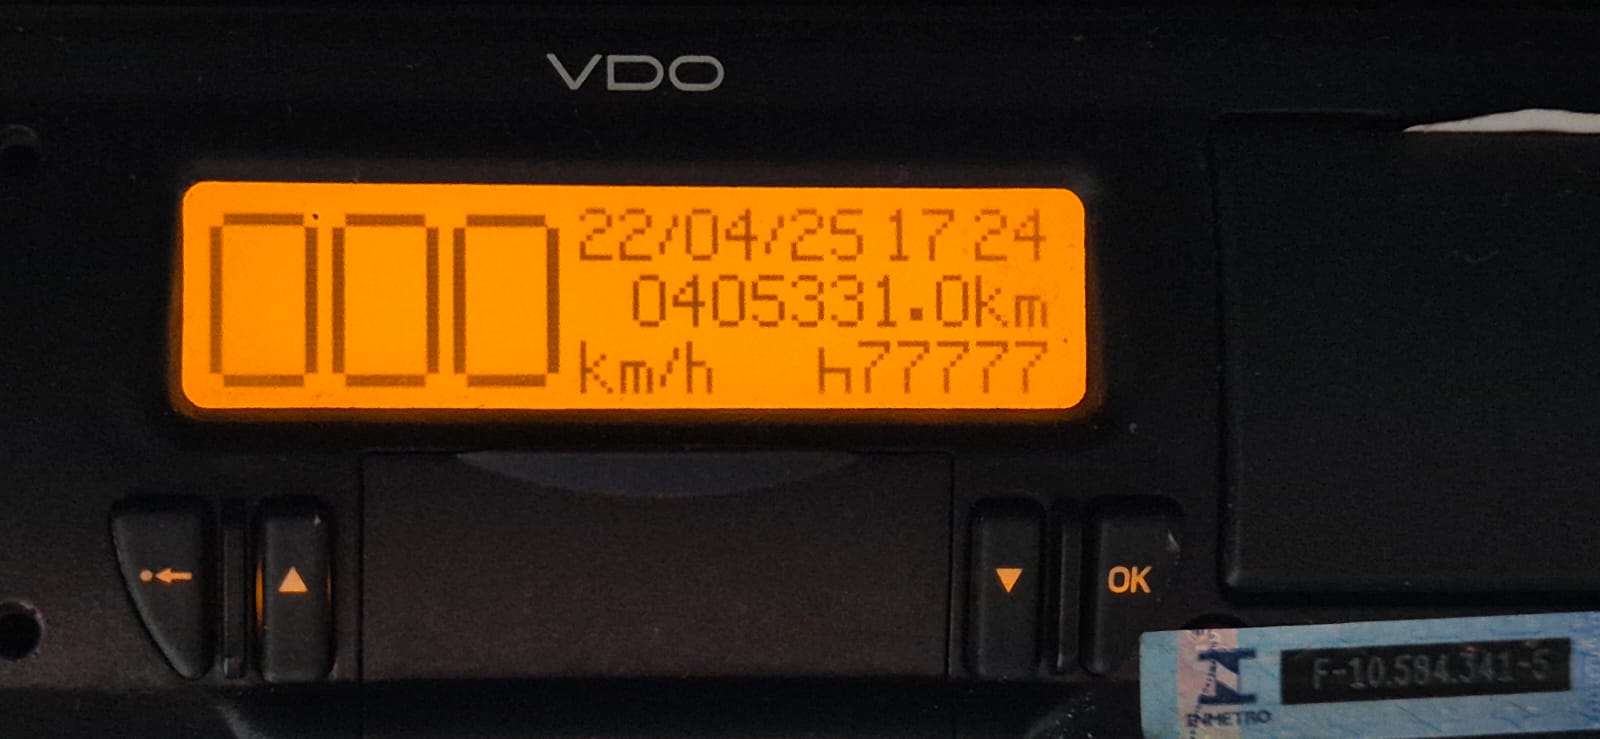 VDO
000 22/04/25 17:24
0405331.0km
km/h h77777
OK
INMETRO
F-10.584.341-5